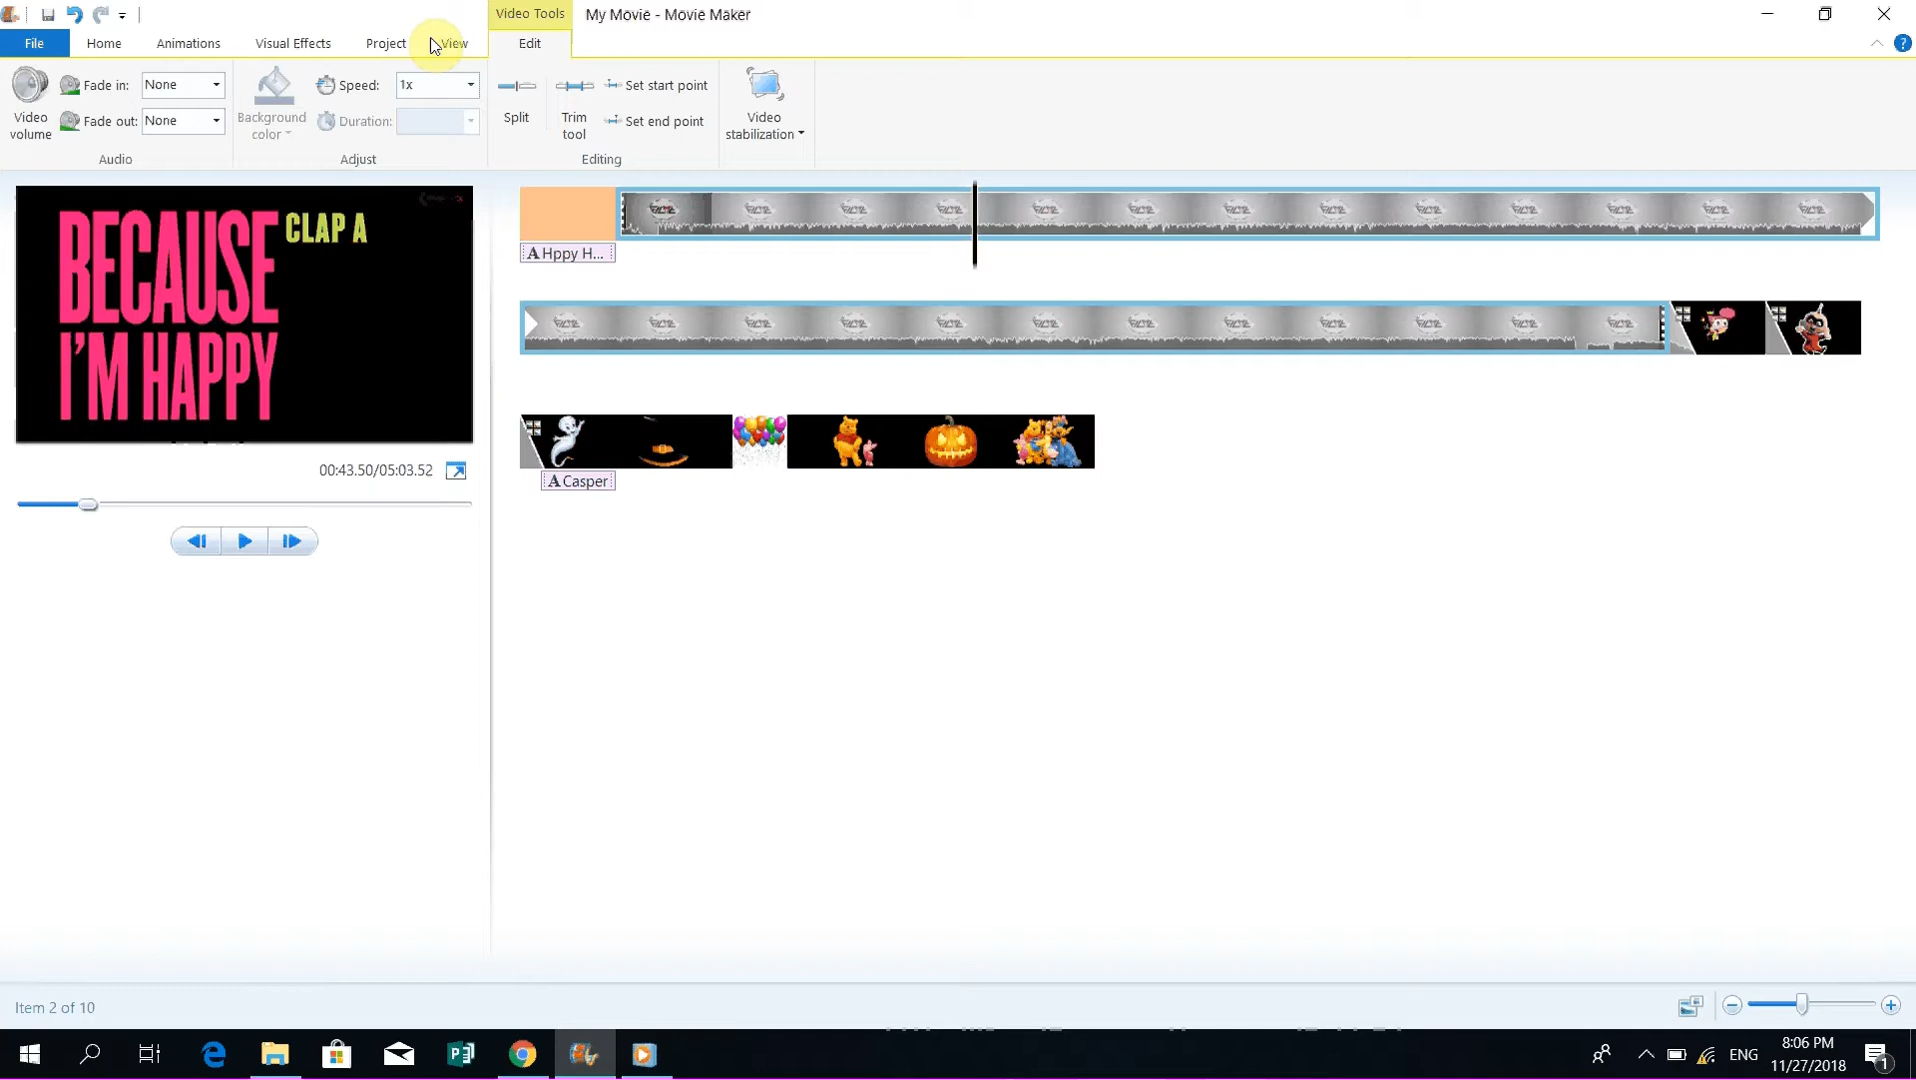 Video Tools
My Movie - Movie Maker
File
Home
Animations
Visual Effects
Project
View
Edit
Video volume
Fade in:
None
Fade out:
None
Audio
Background color
Speed:
1x
Duration:
Adjust
Split
Trim tool
Set start point
Set end point
Editing
Video stabilization
BECAUSE
I'M HAPPY
CLAP A
00:43.50/05:03.52
A Hppy H...
A Casper
Item 2 of 10
ENG
8:06 PM
11/27/2018
1